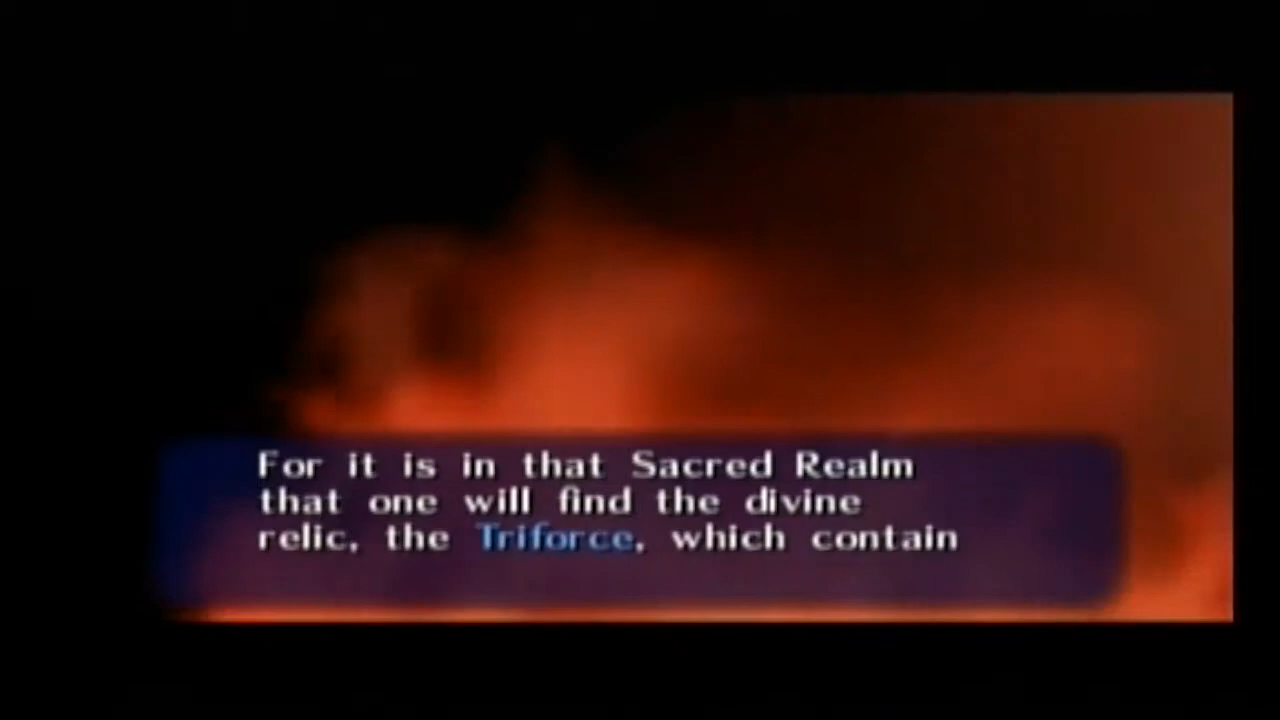 For it is in that Sacred Realm
that one will find the divine
relic, the Triforce, which contain